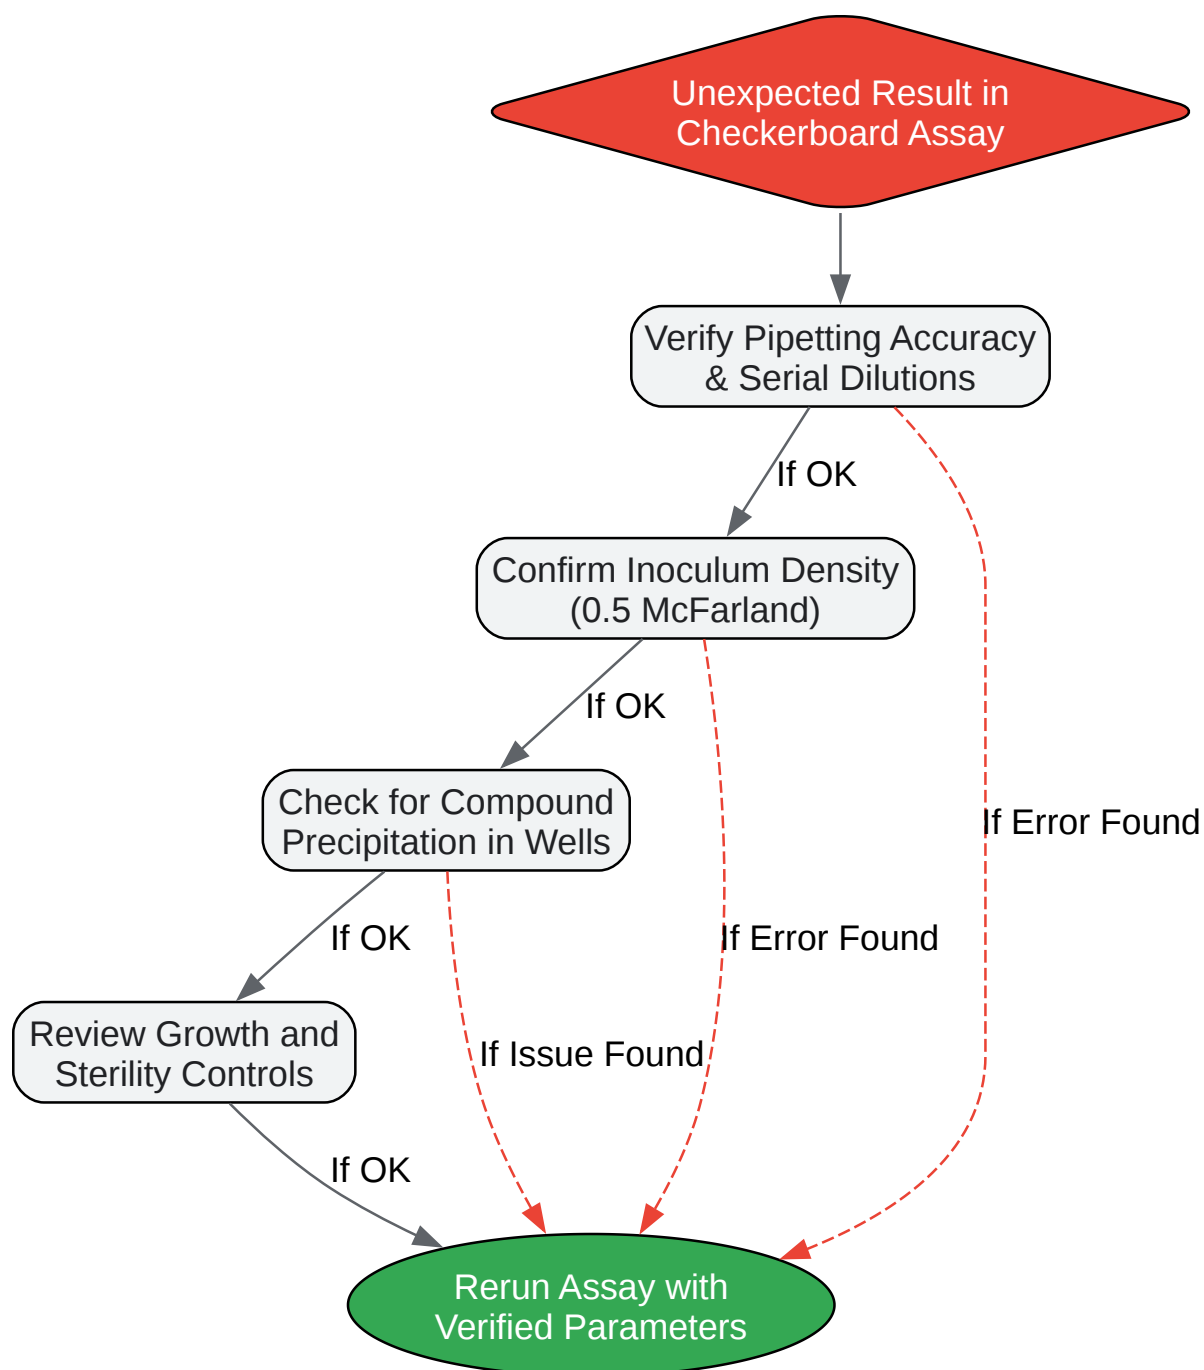 Unexpected Result in
Checkerboard Assay
Verify Pipetting Accuracy
& Serial Dilutions
If OK
Confirm Inoculum Density
(0.5 McFarland)
If OK
Check for Compound
Precipitation in Wells
If Error Found
If OK
If Error Found
Review Growth and
Sterility Controls
If Issue Found
If OK
Rerun Assay with
Verified Parameters